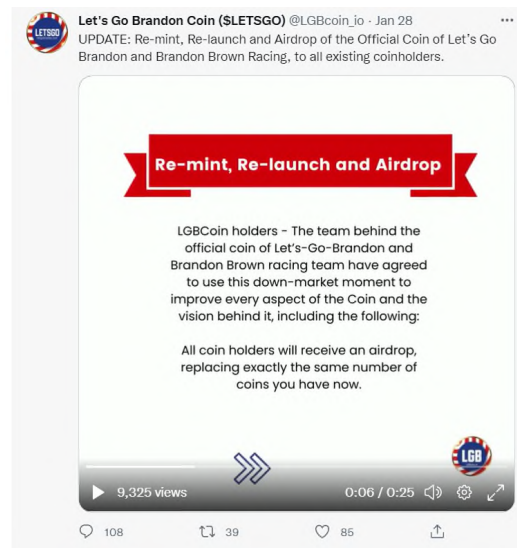 LETSGO
Let's Go Brandon Coin ($LETSGO) @LGBcoin_io · Jan 28
UPDATE: Re-mint, Re-launch and Airdrop of the Official Coin of Let's Go
Brandon and Brandon Brown Racing, to all existing coinholders.
Re-mint, Re-launch and Airdrop
LGBCoin holders - The team behind the
official coin of Let's-Go-Brandon and
Brandon Brown racing team have agreed
to use this down-market moment to
improve every aspect of the Coin and the
vision behind it, including the following:
All coin holders will receive an airdrop,
replacing exactly the same number of
coins you have now.
LGB
9,325 views
0:06 / 0:25
108
39
85